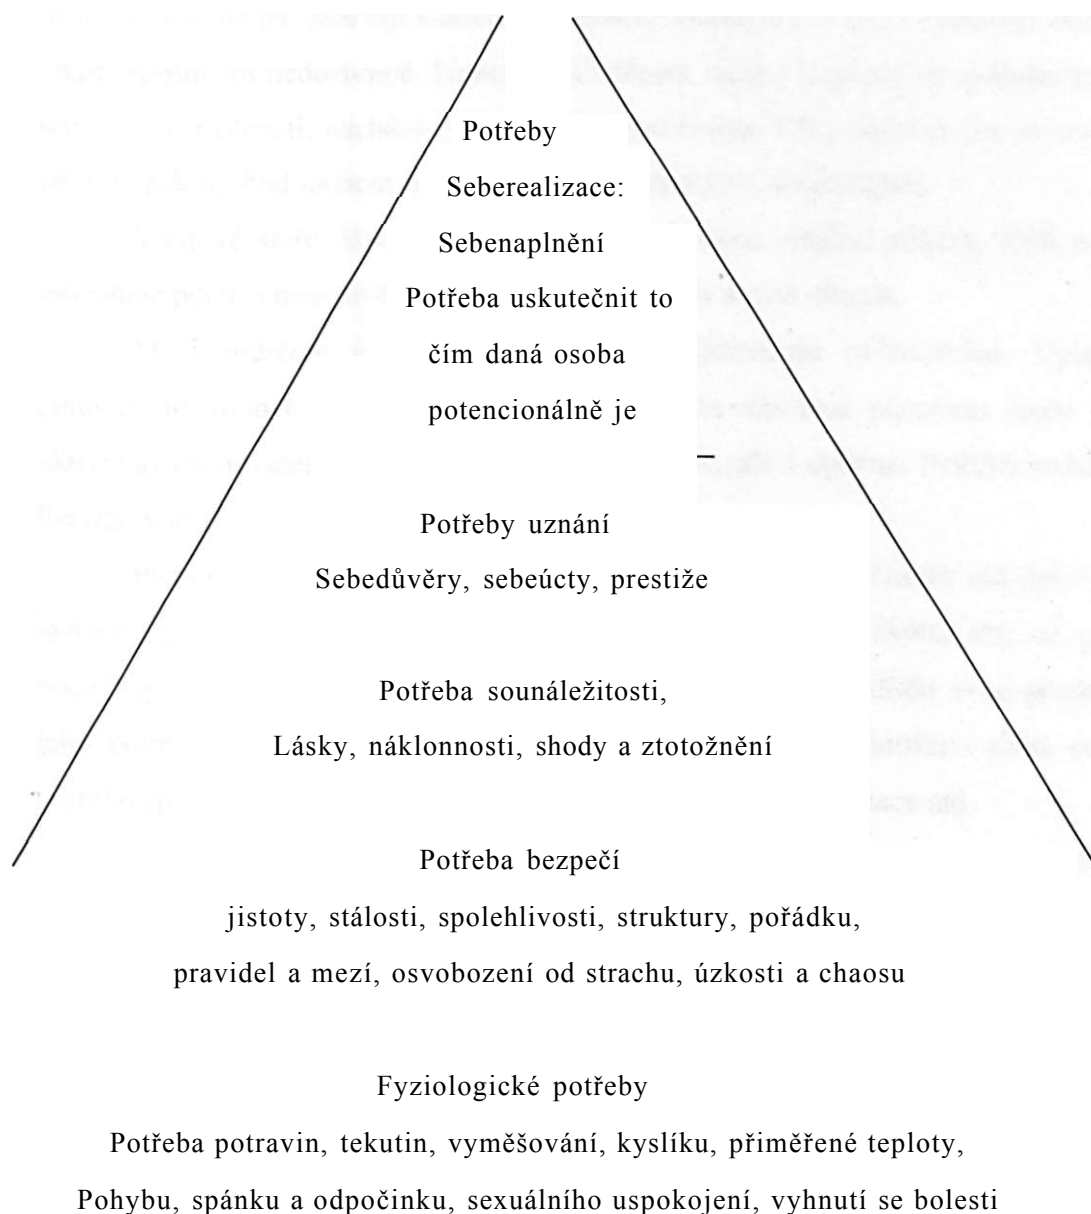 Potřeby
Seberealizace:
Sebenaplnění
Potřeba uskutečnit to
čím daná osoba
potencionálně je
Potřeby uznání
Sebedůvěry, sebeúcty, prestiže
Potřeba sounáležitosti,
Lásky, náklonnosti, shody a ztotožnění
Potřeba bezpečí
jistoty, stálosti, spolehlivosti, struktury, pořádku,
pravidel a mezí, osvobození od strachu, úzkosti a chaosu
Fyziologické potřeby
Potřeba potravin, tekutin, vyměšování, kyslíku, přiměřené teploty,
Pohybu, spánku a odpočinku, sexuálního uspokojení, vyhnutí se bolesti